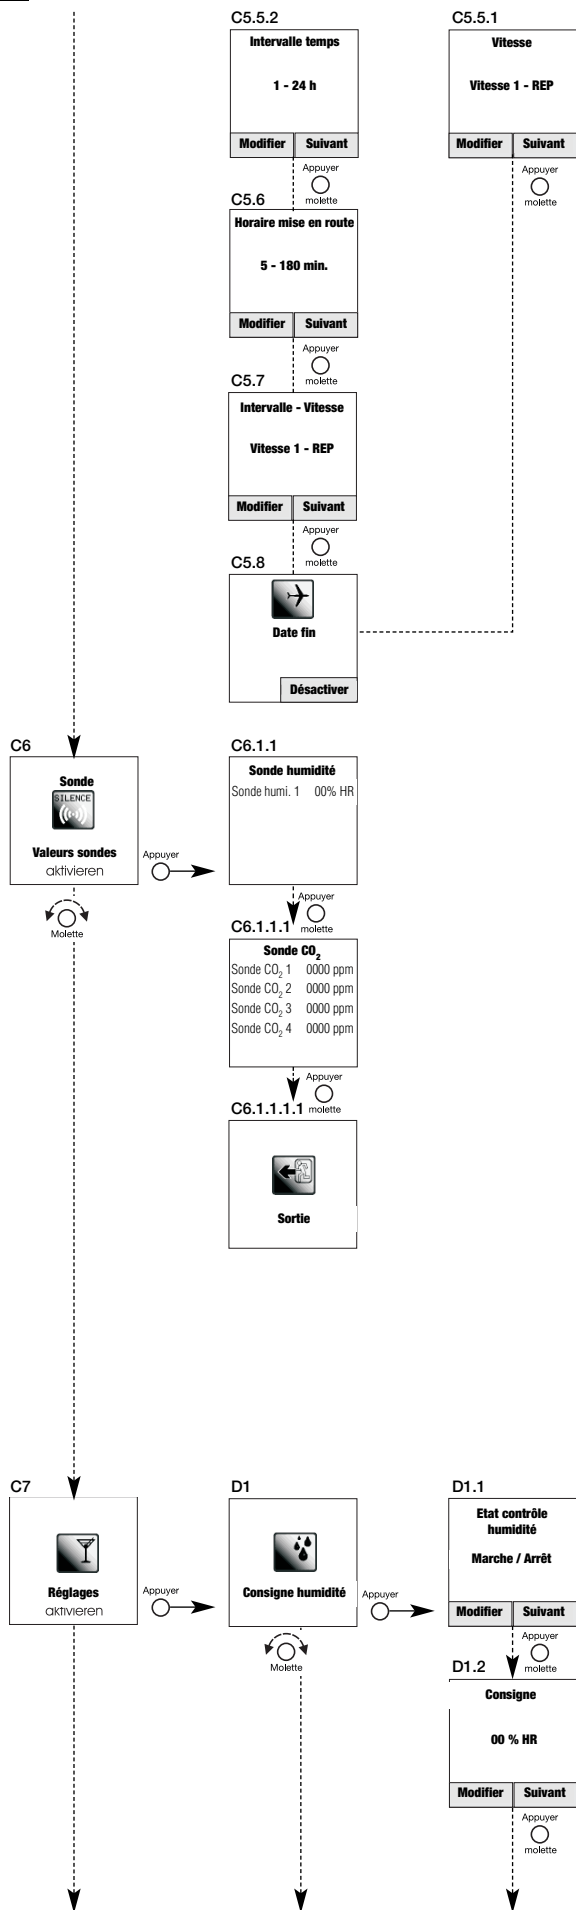 C5.5.2
Intervalle temps
1 - 24 h
Modifier Suivant
Appuyer
molette
C5.5.1
Vitesse
Vitesse 1 - REP
Modifier Suivant
Appuyer
molette
C5.6
Horaire mise en route
5 - 180 min.
Modifier Suivant
Appuyer
molette
C5.7
Intervalle - Vitesse
Vitesse 1 - REP
Modifier Suivant
Appuyer
molette
C5.8
Date fin
Désactiver
C6
Sonde
SILENCE
Valeurs sondes
aktivieren
Appuyer
Molette
C6.1.1
Sonde humidité
Sonde humi. 1 00% HR
Appuyer
molette
C6.1.1.1
Sonde CO2
Sonde CO2 1 0000 ppm
Sonde CO2 2 0000 ppm
Sonde CO2 3 0000 ppm
Sonde CO2 4 0000 ppm
Appuyer
molette
C6.1.1.1.1
Sortie
C7
Réglages
aktivieren
Appuyer
D1
Consigne humidité
Appuyer
Molette
D1.1
Etat contrôle
humidité
Marche / Arrêt
Modifier Suivant
Appuyer
molette
D1.2
Consigne
00 % HR
Modifier Suivant
Appuyer
molette